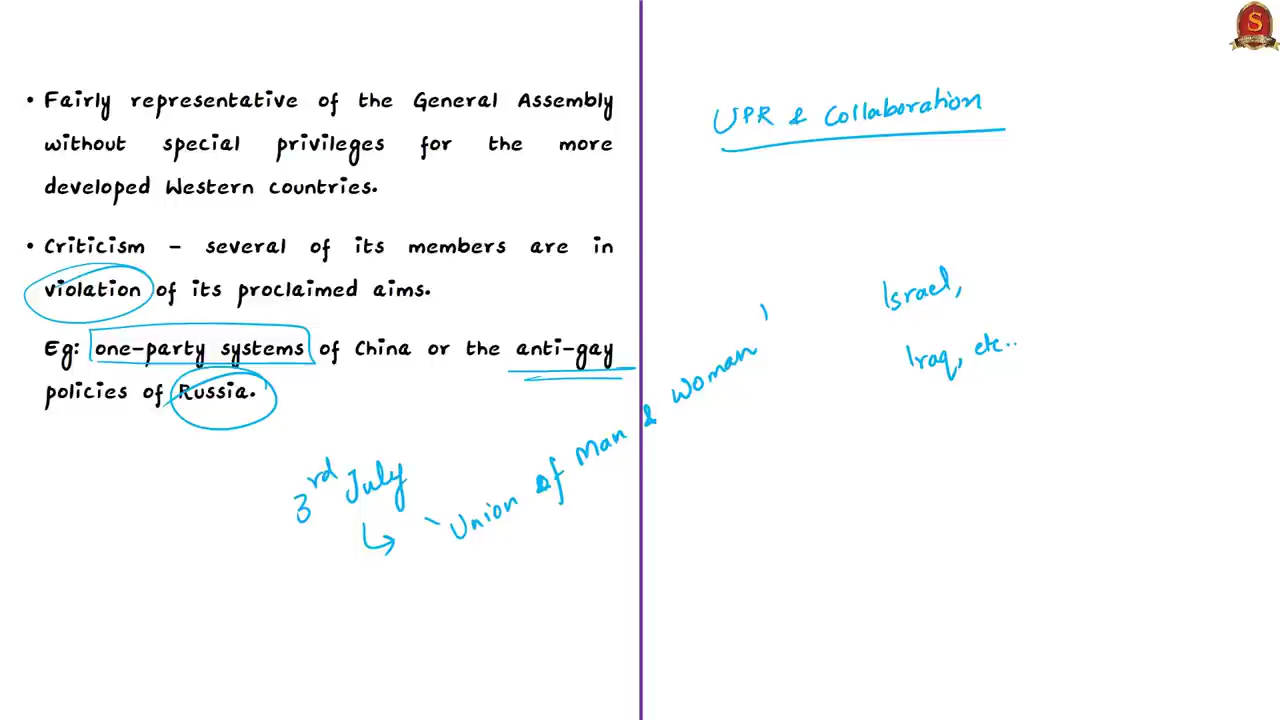 • Fairly representative of the General Assembly
without special privileges for the more
developed Western countries.
• Criticism – several of its members are in
violation of its proclaimed aims.
Eg: one-party systems of China or the anti-gay
policies of Russia.
3rd July
↳ 'Union of Man & Woman'
UPR & Collaboration
Israel,
Iraq, etc..
S